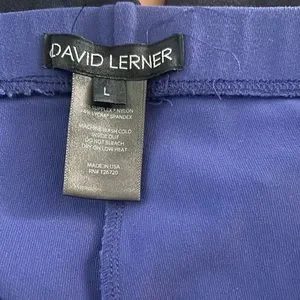 DAVID LERNER
L
SUPPLEX® NYLON
LYCRA® SPANDEX
MACHINE WASH COLD
INSIDE OUT
DO NOT BLEACH
DRY ON LOW HEAT
MADE IN USA
RN# 126720